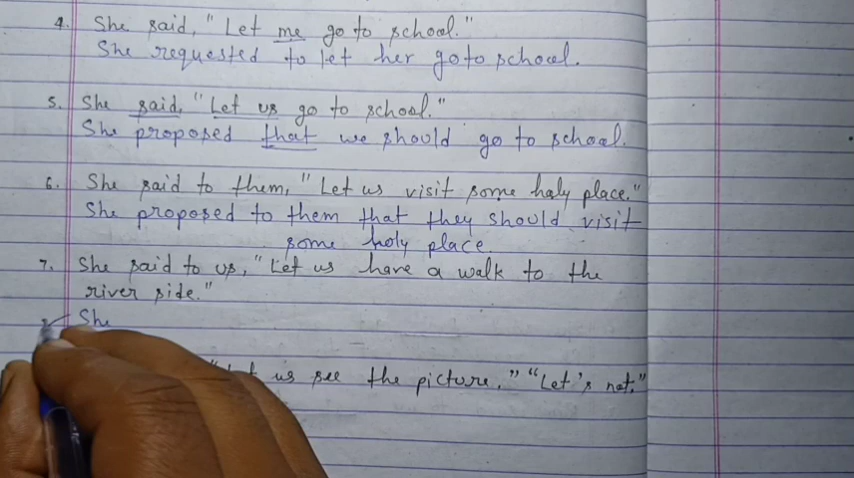 4. She said, "Let me go to school."
She requested to let her go to school.
5. She said, "Let us go to school."
She proposed that we should go to school.
6. She said to them, "Let us visit some holy place."
She proposed to them that they should visit
some holy place.
7. She said to us, "Let us have a walk to the
river side."
She
us see the picture." "Let's not."